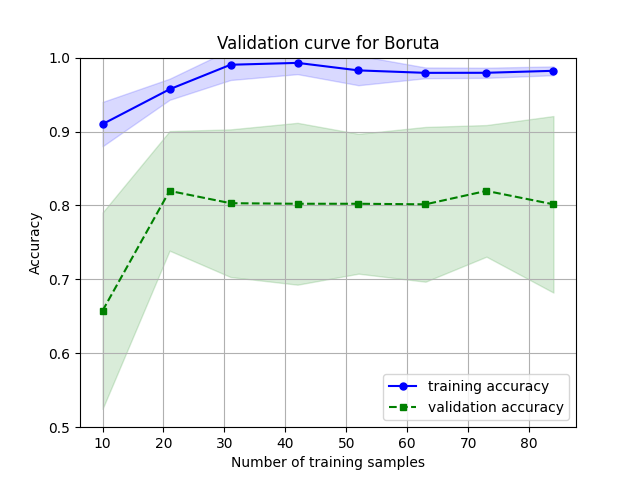 Validation curve for Boruta
1.0
0.9
0.8
0.7
0.6
0.5
Accuracy
training accuracy
validation accuracy
10 20 30 40 50 60 70 80
Number of training samples